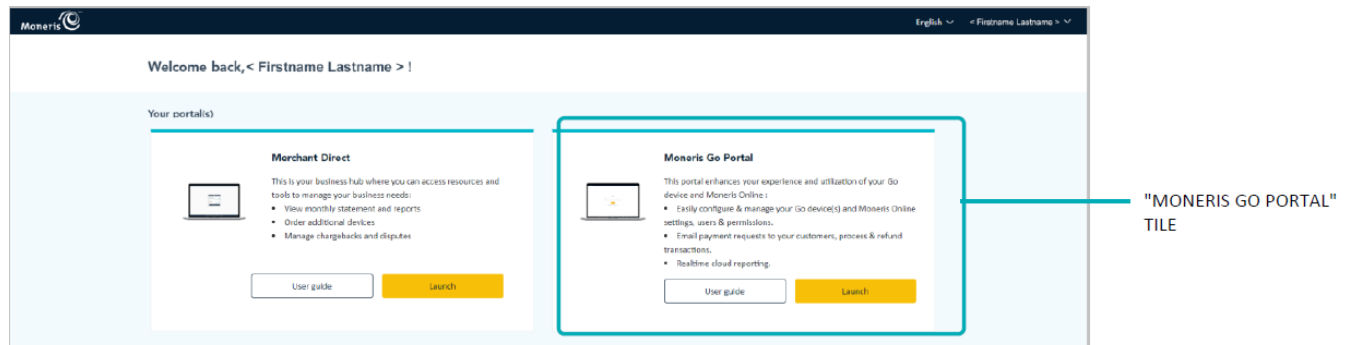 Moneris
English
< Firstname Lastname >
Welcome back,< Firstname Lastname > !
Your portal(s)
Merchant Direct
This is your business hub where you can access resources and
tools to manage your business needs:
• View monthly statement and reports
• Order additional devices
• Manage chargebacks and disputes
User guide
Launch
Moneris Go Portal
This portal enhances your experience and utilization of your Go
device and Moneris Online :
• Easily configure & manage your Go device(s) and Moneris Online
settings, users & permissions.
• Email payment requests to your customers, process & refund
transactions.
• Realtime cloud reporting.
User guide
Launch
"MONERIS GO PORTAL"
TILE